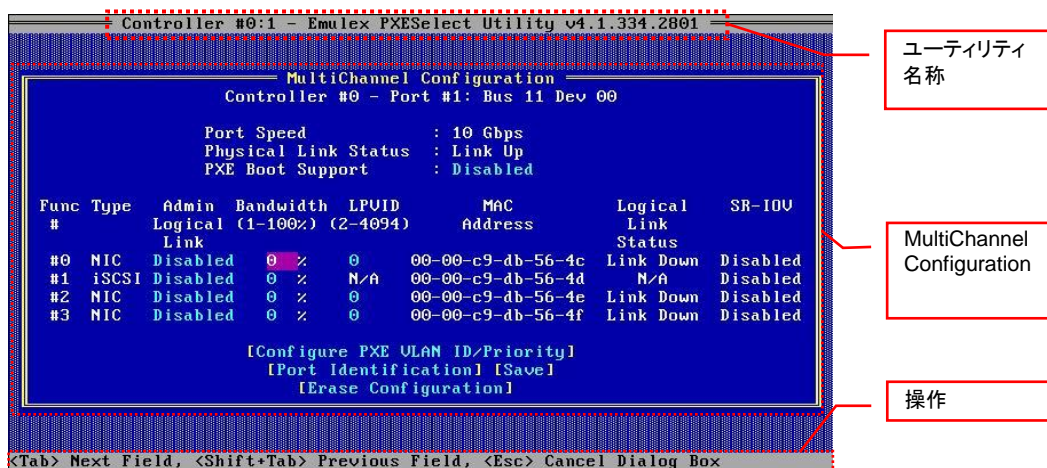 Controller #0:1 - Emulex PXESelect Utility v4.1.334.2801
ユーティリティ
名称
MultiChannel Configuration
Controller #0 - Port #1: Bus 11 Dev 00
Port Speed : 10 Gbps
Physical Link Status : Link Up
PXE Boot Support : Disabled
Func Type Admin Bandwidth LPVID MAC Logical SR-IOV
# Logical (1-100%) (2-4094) Address Link
Link Status
#0 NIC Disabled 0 % 0 00-00-c9-db-56-4c Link Down Disabled
#1 iSCSI Disabled 0 % N/A 00-00-c9-db-56-4d N/A Disabled
#2 NIC Disabled 0 % 0 00-00-c9-db-56-4e Link Down Disabled
#3 NIC Disabled 0 % 0 00-00-c9-db-56-4f Link Down Disabled
MultiChannel
Configuration
[Configure PXE VLAN ID/Priority]
[Port Identification] [Save]
[Erase Configuration]
操作
<Tab> Next Field, <Shift+Tab> Previous Field, <Esc> Cancel Dialog Box